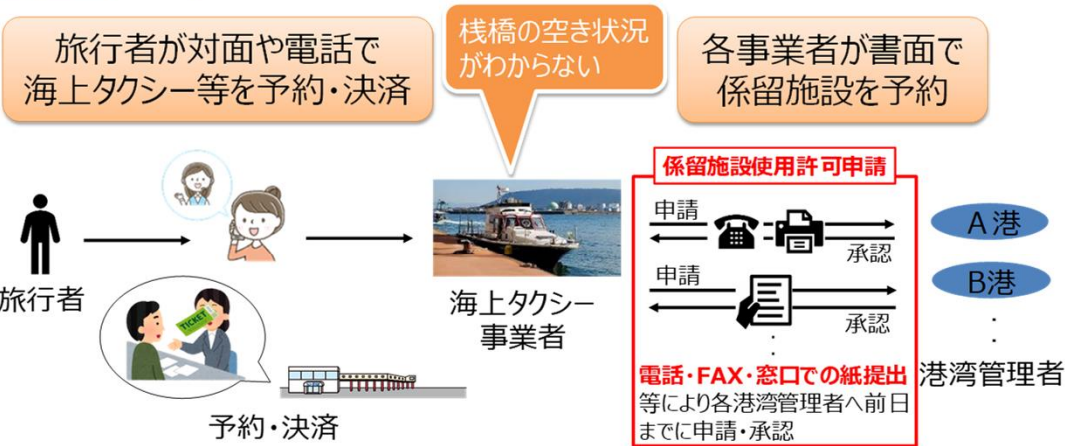 旅行者が対面や電話で
海上タクシー等を予約・決済
桟橋の空き状況
がわからない
各事業者が書面で
係留施設を予約
旅行者
TICKET
予約・決済
海上タクシー
事業者
係留施設使用許可申請
申請
承認
申請
承認
電話・FAX・窓口での紙提出
等により各港湾管理者へ前日
までに申請・承認
A港
B港
港湾管理者